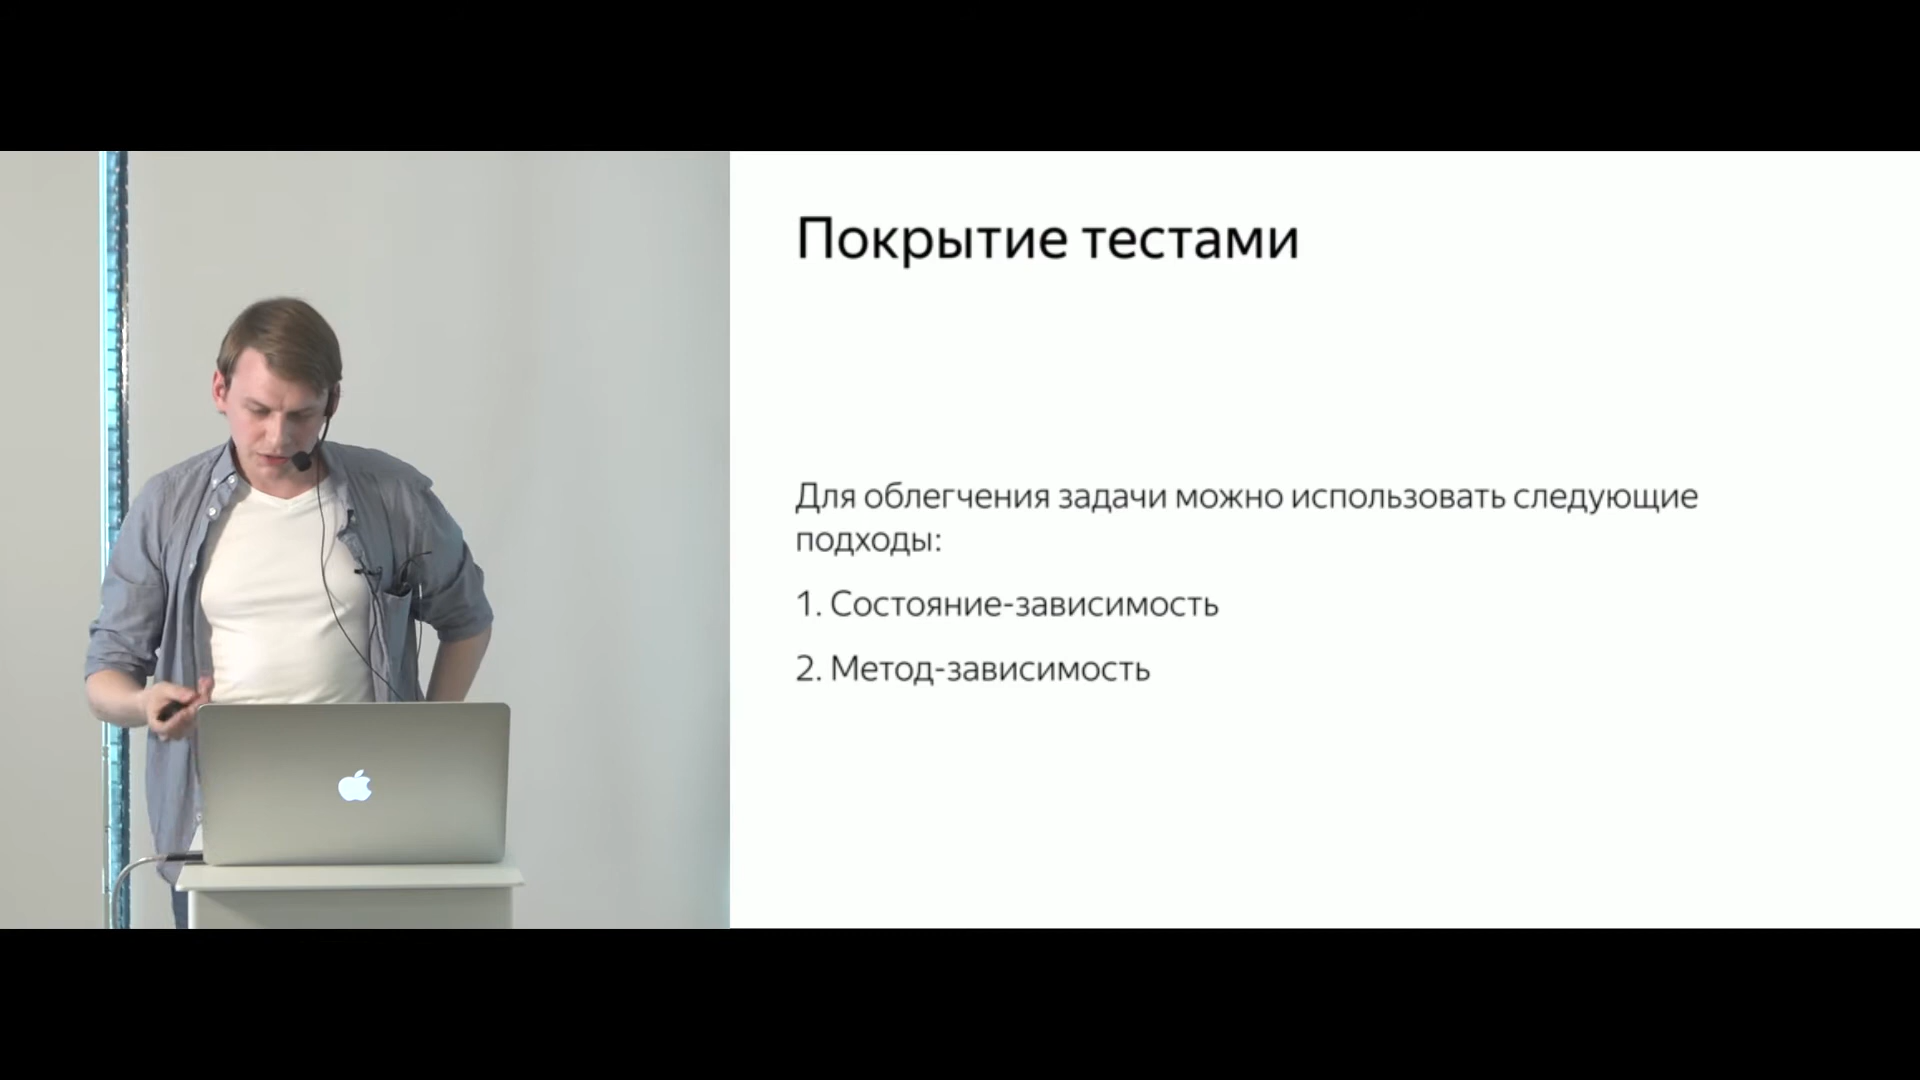 Покрытие тестами
Для облегчения задачи можно использовать следующие
подходы:
1. Состояние-зависимость
2. Метод-зависимость